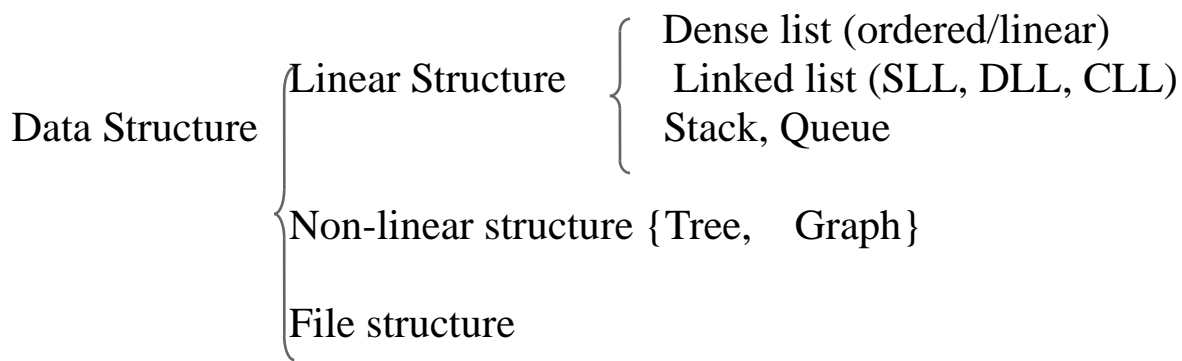 Dense list (ordered/linear)
Linear Structure Linked list (SLL, DLL, CLL)
Data Structure Stack, Queue
Non-linear structure {Tree, Graph}
File structure